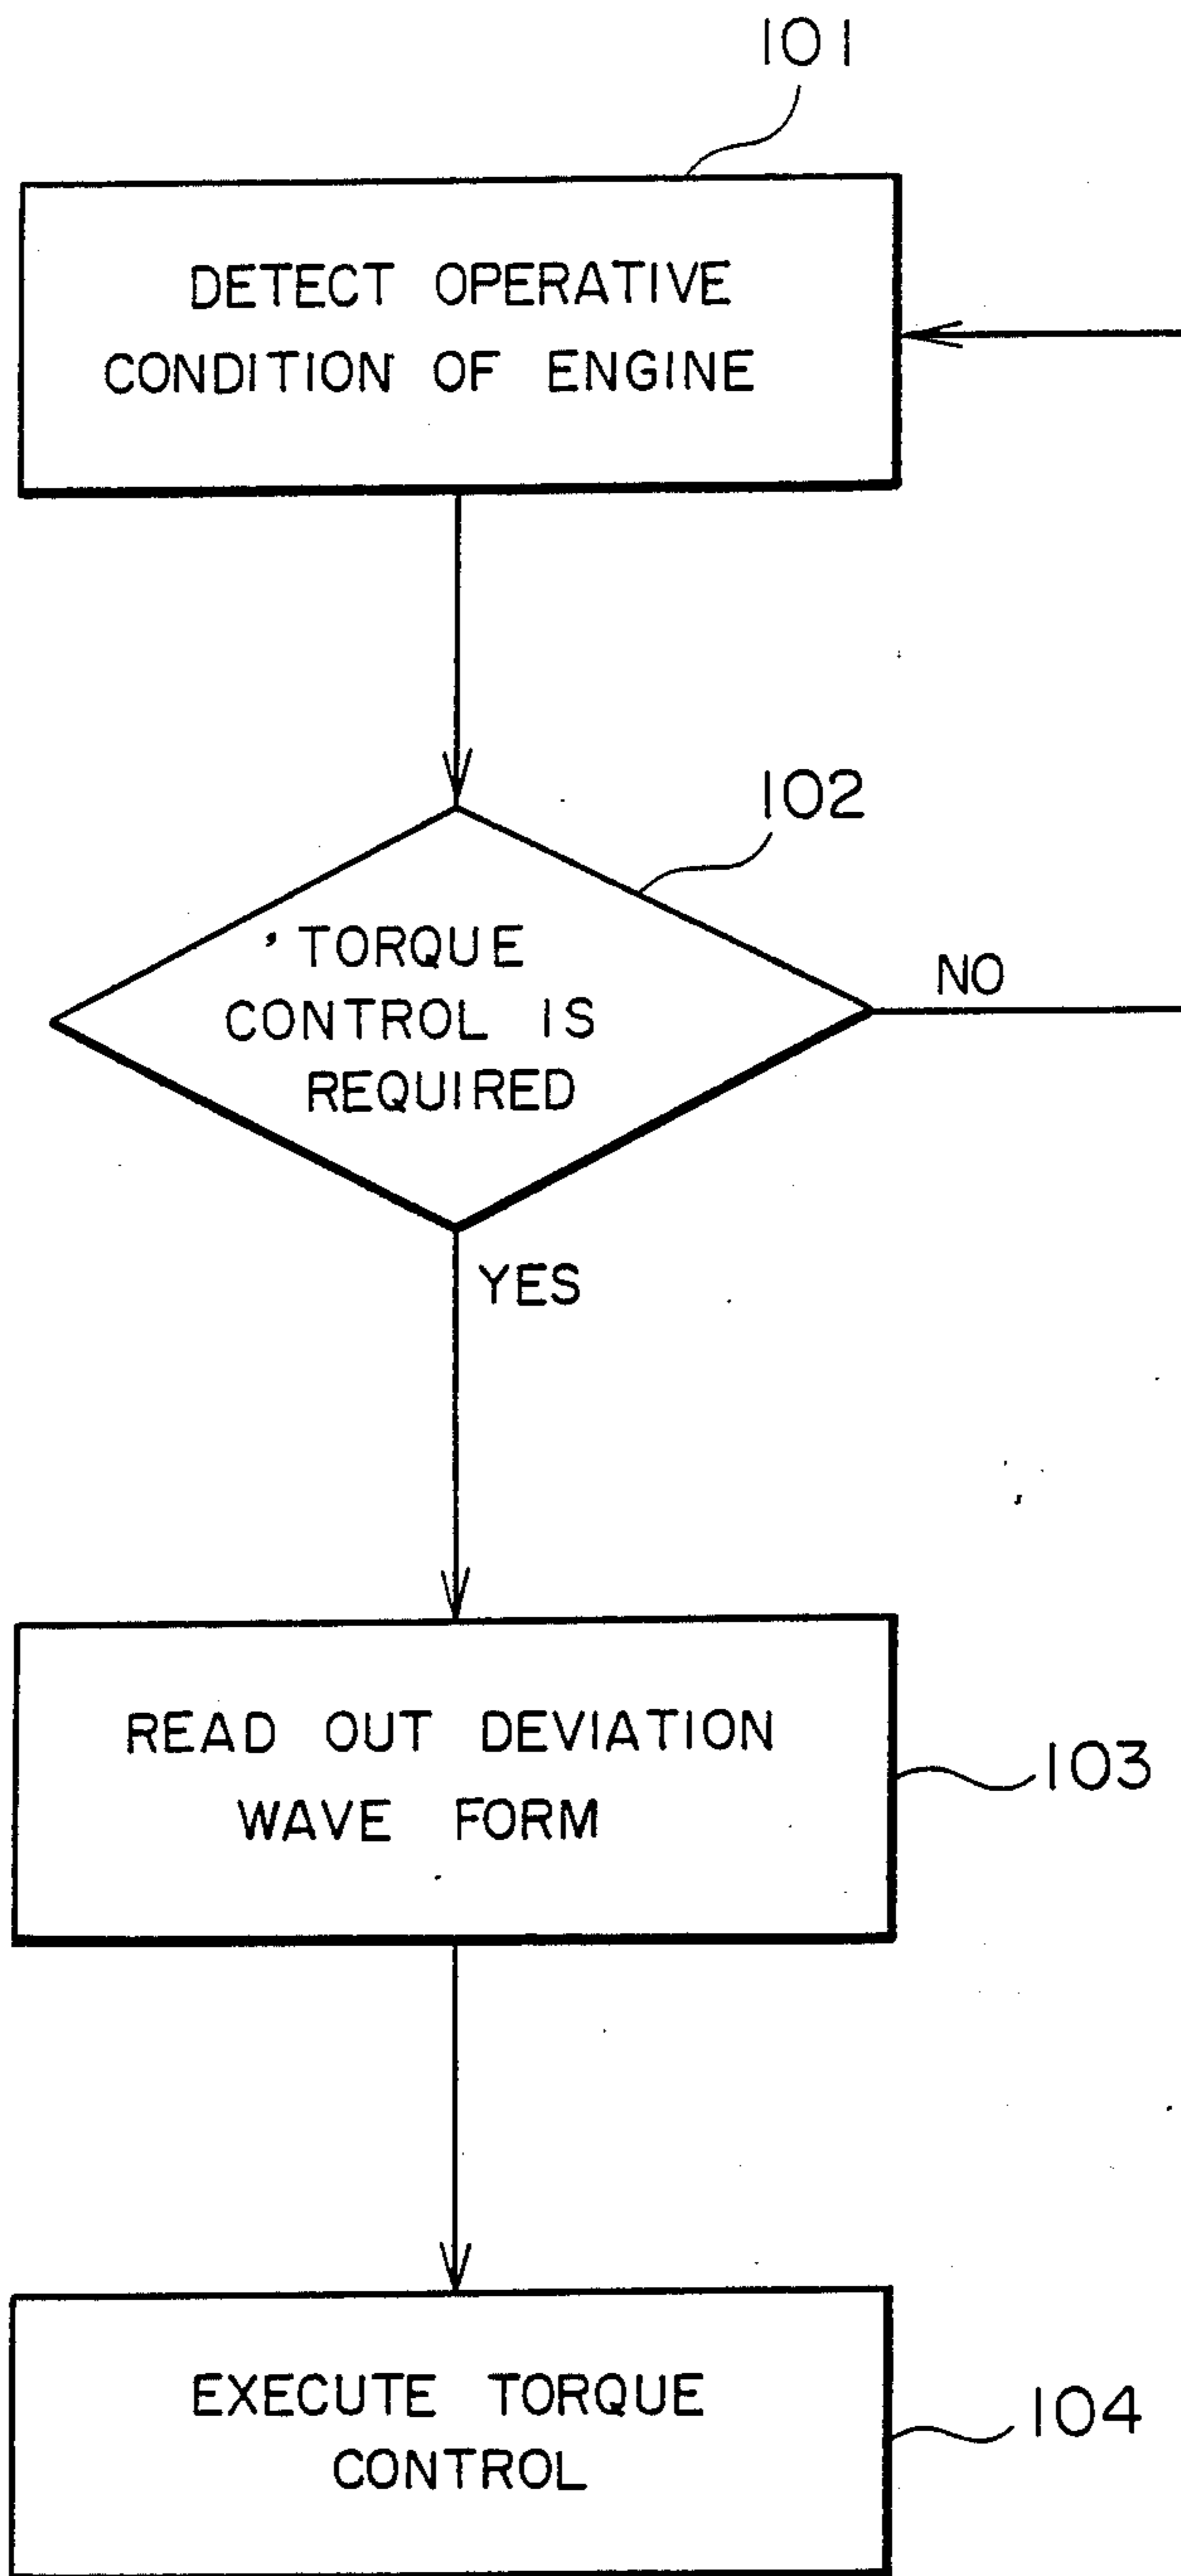 101
DETECT OPERATIVE
CONDITION OF ENGINE
102
TORQUE
CONTROL IS
REQUIRED
NO
YES
READ OUT DEVIATION
WAVE FORM
103
EXECUTE TORQUE
CONTROL
104